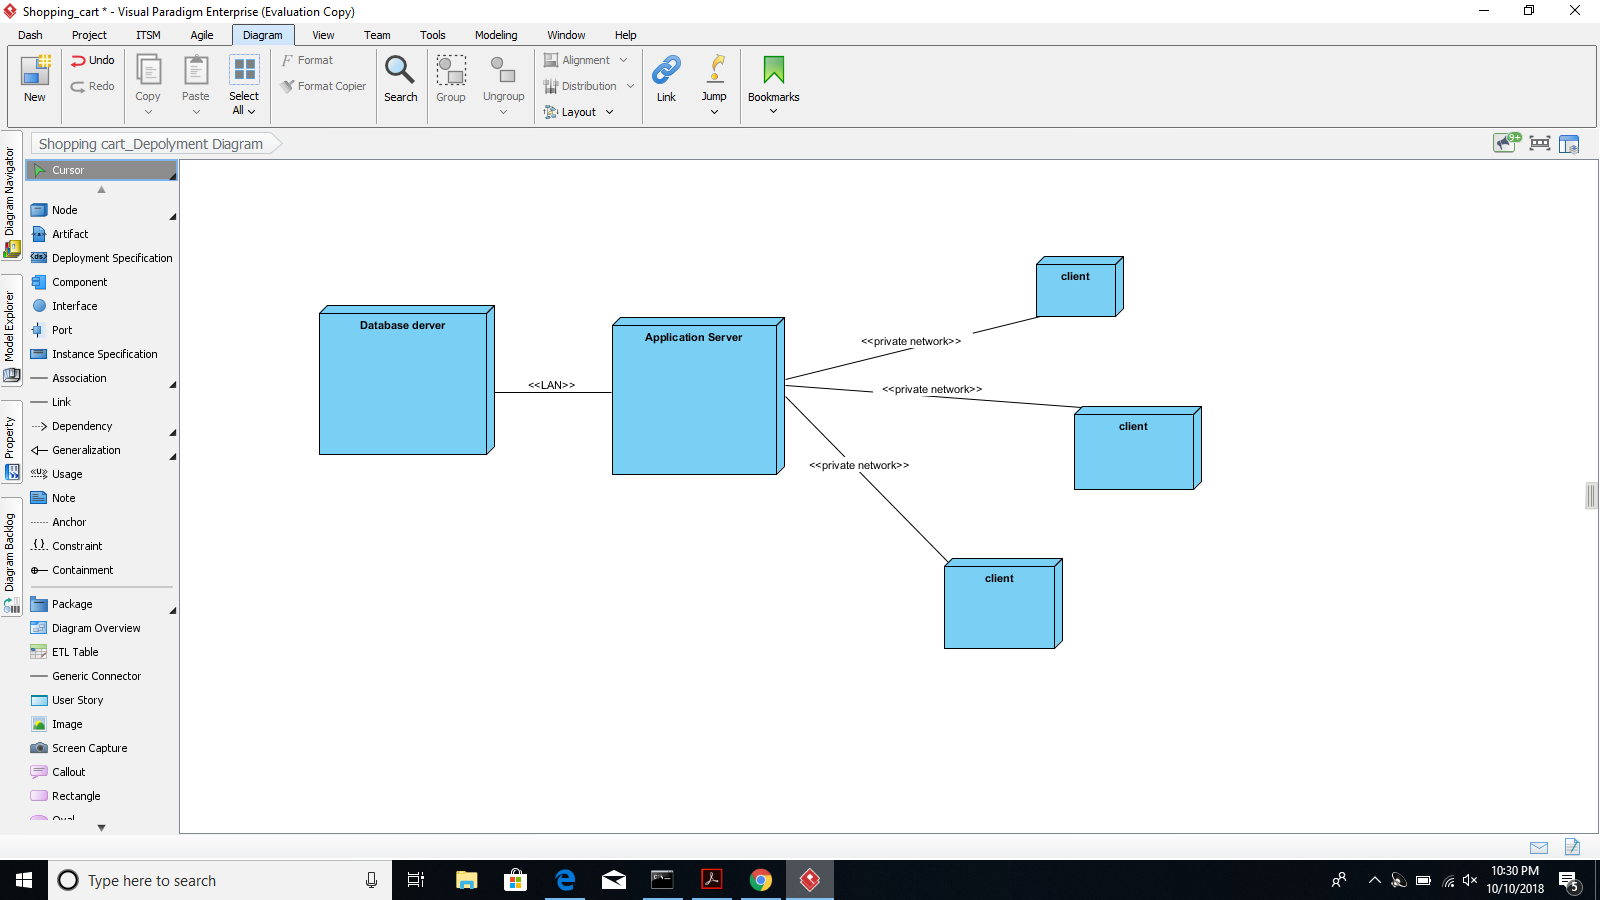 Shopping_cart * - Visual Paradigm Enterprise (Evaluation Copy)
Dash Project ITSM Agile Diagram View Team Tools Modeling Window Help
New
Undo
Redo
Copy
Paste
Select
All
Format
Format Copier
Search
Group
Ungroup
Alignment
Distribution
Layout
Link
Jump
Bookmarks
Shopping cart_Depolyment Diagram
9+
Diagram Navigator
Model Explorer
Property
Diagram Backlog
Cursor
Node
Artifact
Deployment Specification
Component
Interface
Port
Instance Specification
Association
Link
Dependency
Generalization
Usage
Note
Anchor
Constraint
Containment
Package
Diagram Overview
ETL Table
Generic Connector
User Story
Image
Screen Capture
Callout
Rectangle
Oval
Database derver
<<LAN>>
Application Server
<<private network>>
<<private network>>
<<private network>>
client
client
client
Type here to search
10:30 PM
10/10/2018
5